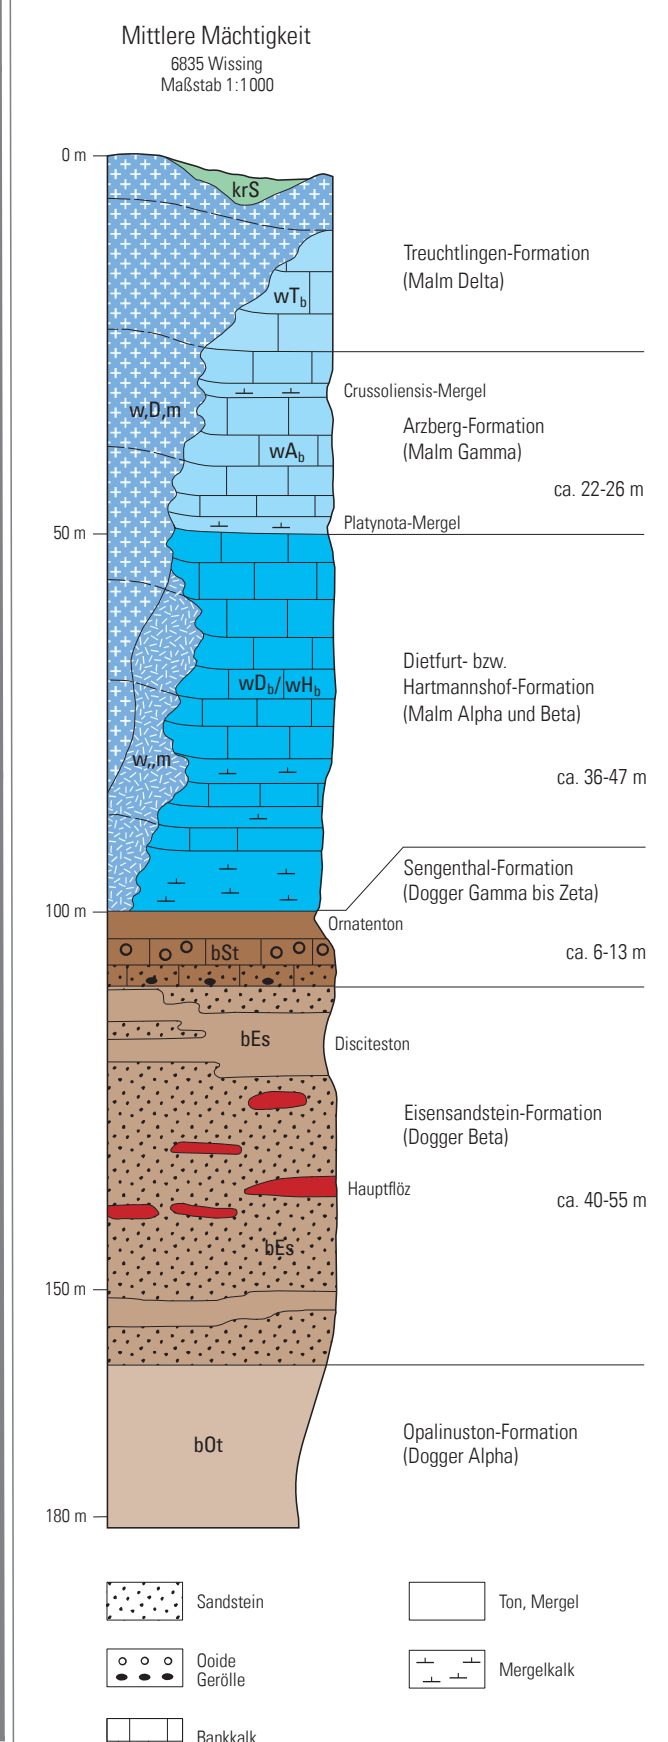 Mittlere Mächtigkeit
6835 Wissing
Maßstab 1:1000
0 m
krS
Treuchtlingen-Formation
(Malm Delta)
wTb
Crussoliensis-Mergel
w,D,m
Arzberg-Formation
(Malm Gamma)
wAb
ca. 22-26 m
Platynota-Mergel
50 m
Dietfurt- bzw.
Hartmannshof-Formation
(Malm Alpha und Beta)
wDb/ wHb
w,,m
ca. 36-47 m
Sengenthal-Formation
(Dogger Gamma bis Zeta)
100 m
Ornatenton
bSt
ca. 6-13 m
bEs
Disciteston
Eisensandstein-Formation
(Dogger Beta)
Hauptflöz
ca. 40-55 m
bEs
150 m
Opalinuston-Formation
(Dogger Alpha)
bOt
180 m
Sandstein
Ton, Mergel
Ooide
Gerölle
Mergelkalk
Bankkalk